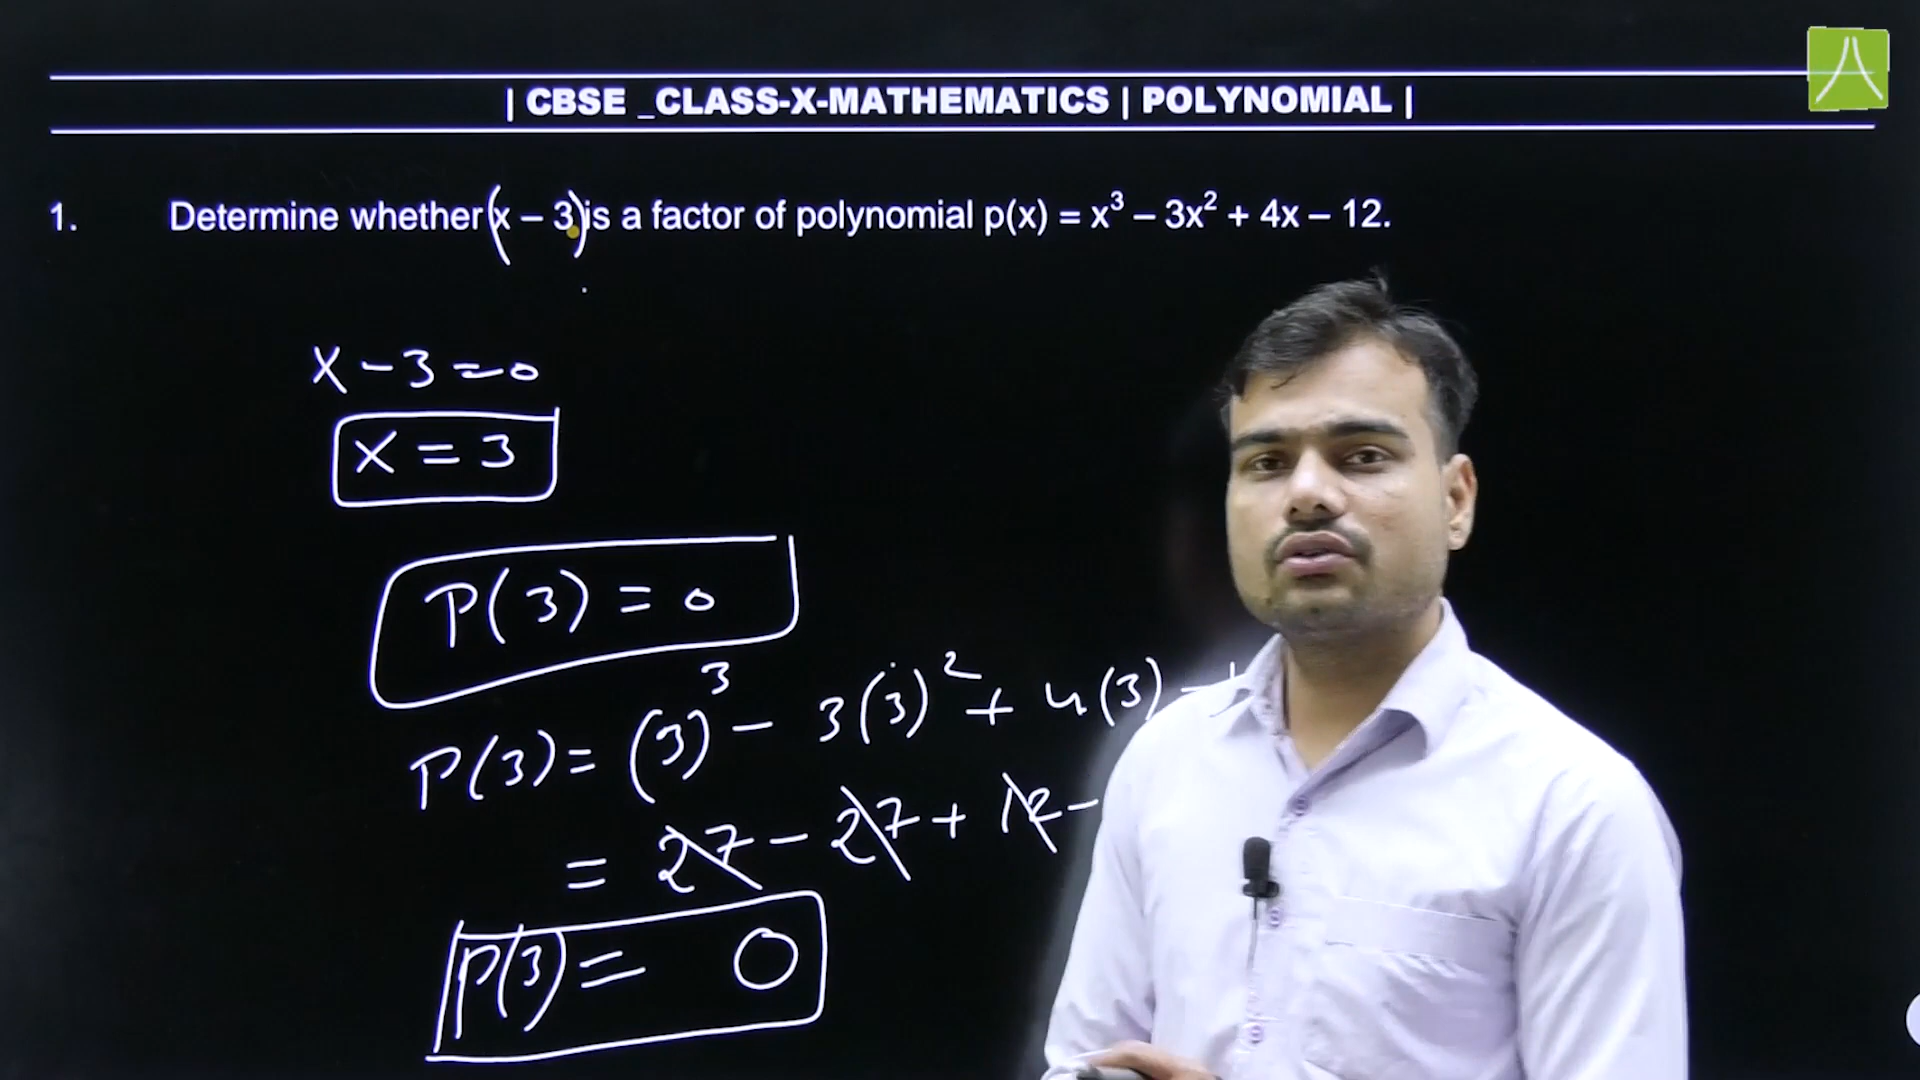 | CBSE _CLASS-X-MATHEMATICS | POLYNOMIAL |
1. Determine whether (x – 3) is a factor of polynomial p(x) = x³ – 3x² + 4x – 12.
x - 3 = 0
x = 3
P(3) = 0
P(3) = (3)³ - 3(3)² + 4(3) -
= 27 - 27 + 12 -
P(3) = 0